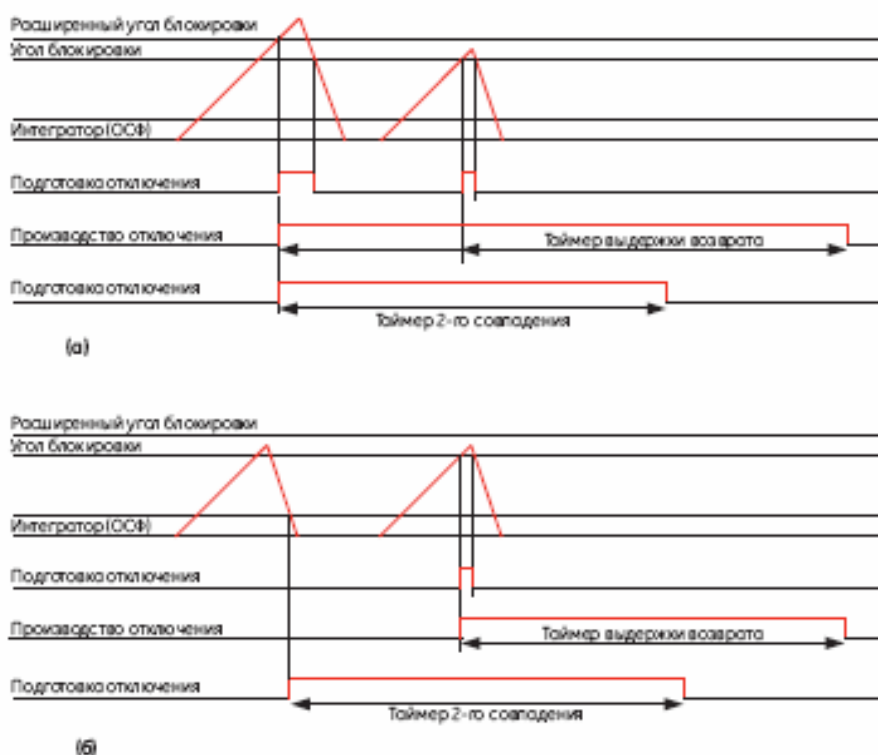 Расширенный угол блокировки
Угол блокировки
Интегратор (ОСФ)
Подготовка отключения
Производство отключения
Таймер выдержки возврата
Подготовка отключения
Таймер 2-го совпадения
(а)
Расширенный угол блокировки
Угол блокировки
Интегратор (ОСФ)
Подготовка отключения
Производство отключения
Таймер выдержки возврата
Подготовка отключения
Таймер 2-го совпадения
(б)